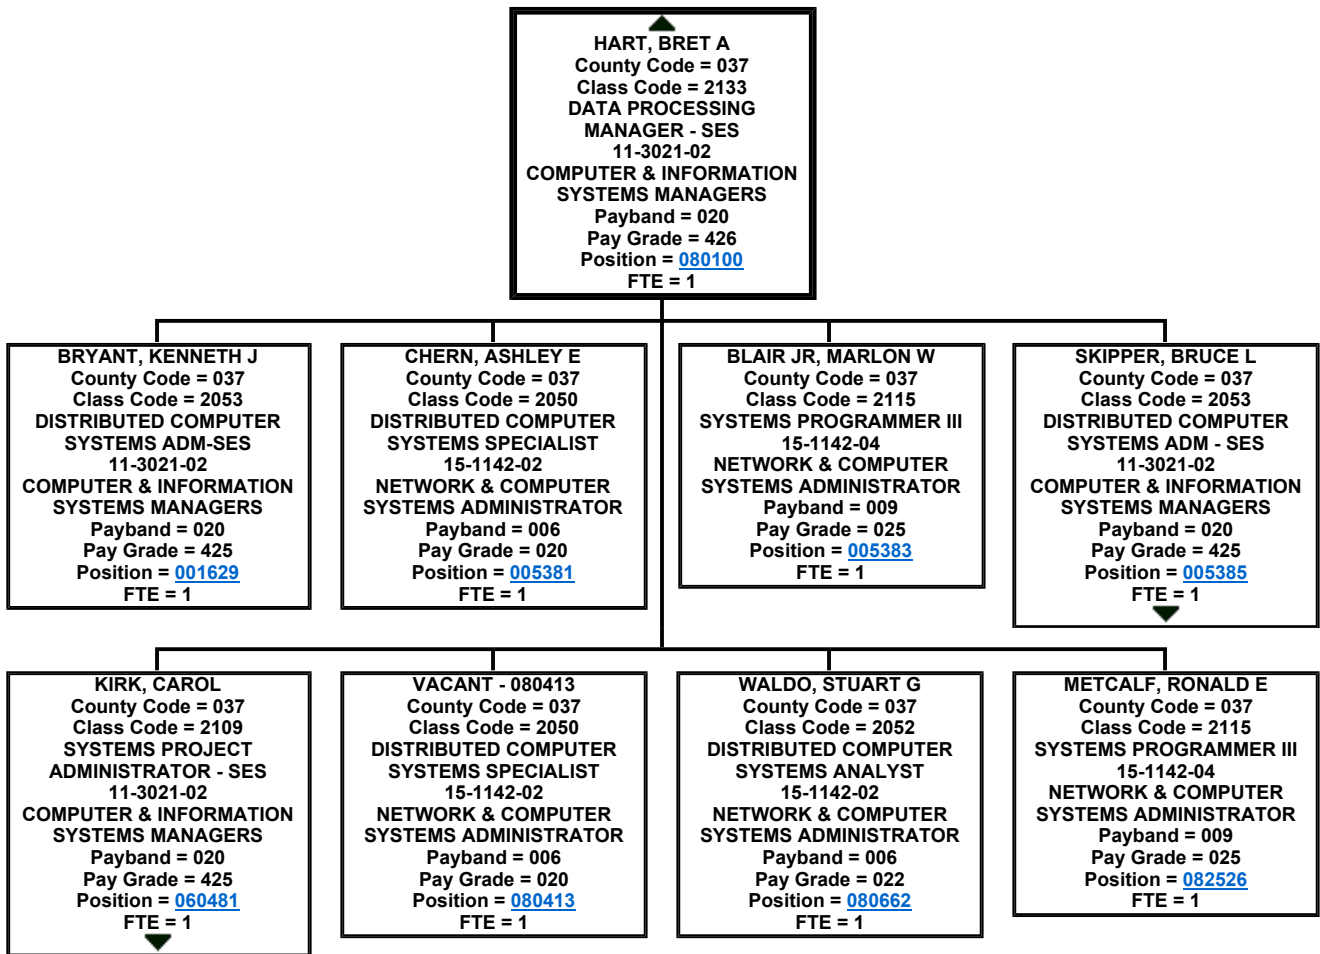 HART, BRET A
County Code = 037
Class Code = 2133
DATA PROCESSING
MANAGER - SES
11-3021-02
COMPUTER & INFORMATION
SYSTEMS MANAGERS
Payband = 020
Pay Grade = 426
Position = 080100
FTE = 1
BRYANT, KENNETH J
County Code = 037
Class Code = 2053
DISTRIBUTED COMPUTER
SYSTEMS ADM-SES
11-3021-02
COMPUTER & INFORMATION
SYSTEMS MANAGERS
Payband = 020
Pay Grade = 425
Position = 001629
FTE = 1
CHERN, ASHLEY E
County Code = 037
Class Code = 2050
DISTRIBUTED COMPUTER
SYSTEMS SPECIALIST
15-1142-02
NETWORK & COMPUTER
SYSTEMS ADMINISTRATOR
Payband = 006
Pay Grade = 020
Position = 005381
FTE = 1
BLAIR JR, MARLON W
County Code = 037
Class Code = 2115
SYSTEMS PROGRAMMER III
15-1142-04
NETWORK & COMPUTER
SYSTEMS ADMINISTRATOR
Payband = 009
Pay Grade = 025
Position = 005383
FTE = 1
SKIPPER, BRUCE L
County Code = 037
Class Code = 2053
DISTRIBUTED COMPUTER
SYSTEMS ADM - SES
11-3021-02
COMPUTER & INFORMATION
SYSTEMS MANAGERS
Payband = 020
Pay Grade = 425
Position = 005385
FTE = 1
KIRK, CAROL
County Code = 037
Class Code = 2109
SYSTEMS PROJECT
ADMINISTRATOR - SES
11-3021-02
COMPUTER & INFORMATION
SYSTEMS MANAGERS
Payband = 020
Pay Grade = 425
Position = 060481
FTE = 1
VACANT - 080413
County Code = 037
Class Code = 2050
DISTRIBUTED COMPUTER
SYSTEMS SPECIALIST
15-1142-02
NETWORK & COMPUTER
SYSTEMS ADMINISTRATOR
Payband = 006
Pay Grade = 020
Position = 080413
FTE = 1
WALDO, STUART G
County Code = 037
Class Code = 2052
DISTRIBUTED COMPUTER
SYSTEMS ANALYST
15-1142-02
NETWORK & COMPUTER
SYSTEMS ADMINISTRATOR
Payband = 006
Pay Grade = 022
Position = 080662
FTE = 1
METCALF, RONALD E
County Code = 037
Class Code = 2115
SYSTEMS PROGRAMMER III
15-1142-04
NETWORK & COMPUTER
SYSTEMS ADMINISTRATOR
Payband = 009
Pay Grade = 025
Position = 082526
FTE = 1